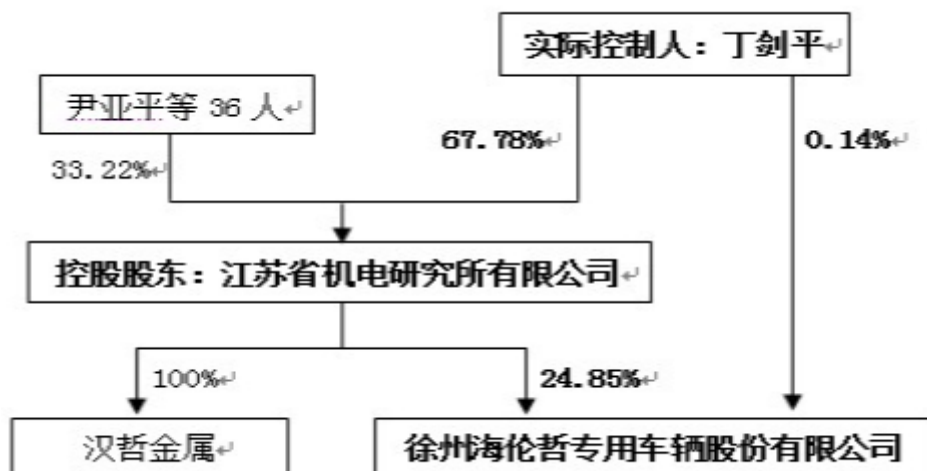 实际控制人：丁剑平
尹亚平等 36 人
67.78%
0.14%
33.22%
控股股东：江苏省机电研究所有限公司
100%
24.85%
汉哲金属
徐州海伦哲专用车辆股份有限公司